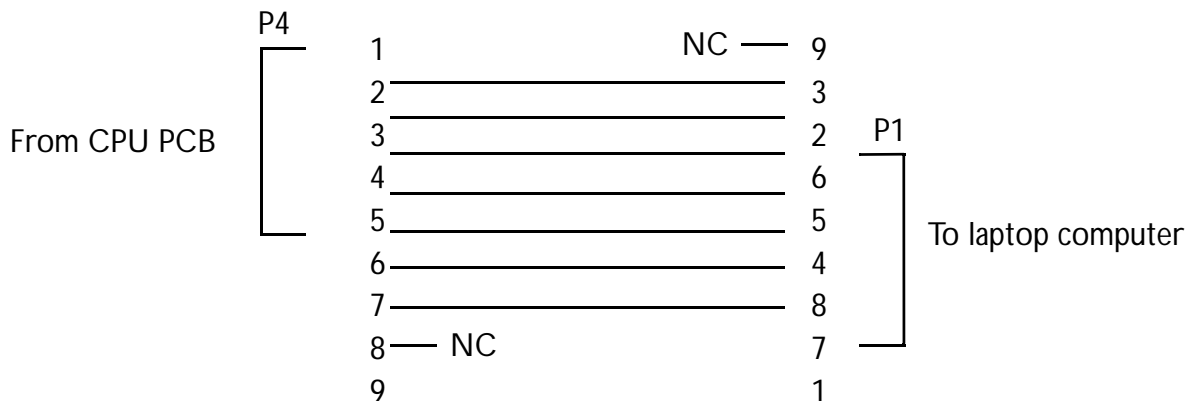 P4
1 NC 9
2 3
3 2 P1
From CPU PCB
4 6
5 5 To laptop computer
6 4
7 8
8 NC 7
9 1